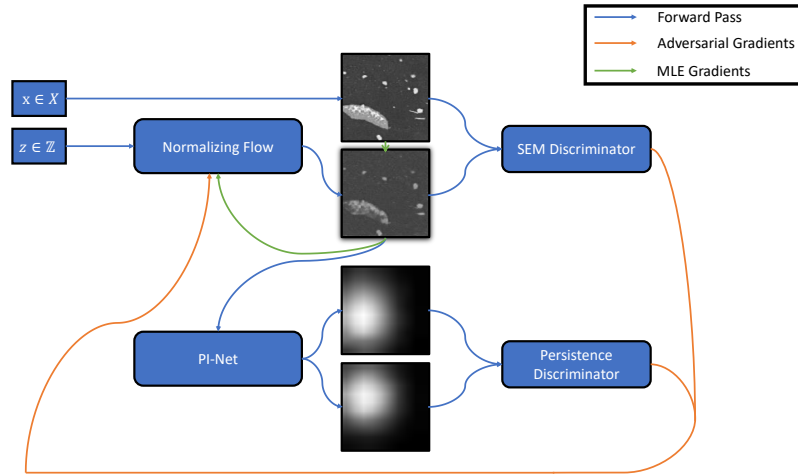 Forward Pass
Adversarial Gradients
MLE Gradients
x ∈ X
z ∈ ℤ
Normalizing Flow
SEM Discriminator
PI-Net
Persistence
Discriminator